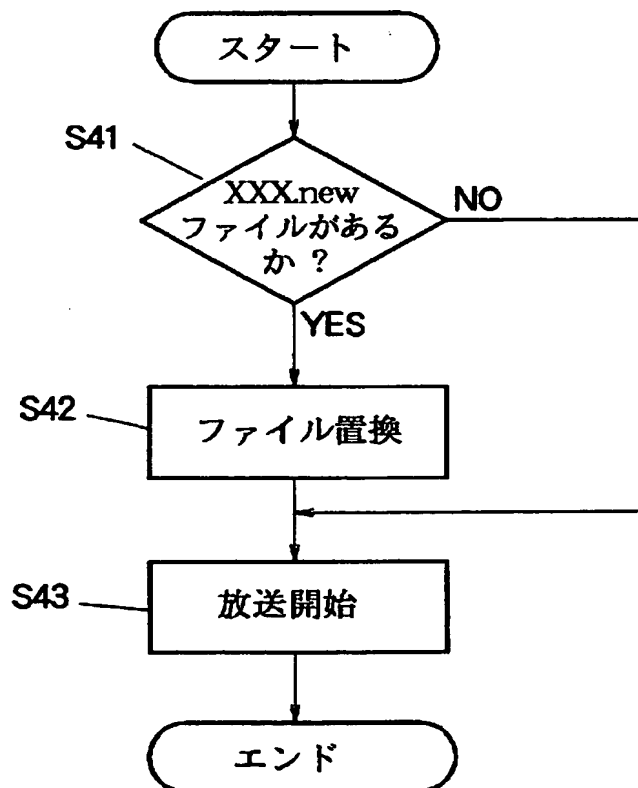 スタート
S41
XXX.new
ファイルがある
か ?
NO
YES
S42
ファイル置換
S43
放送開始
エンド